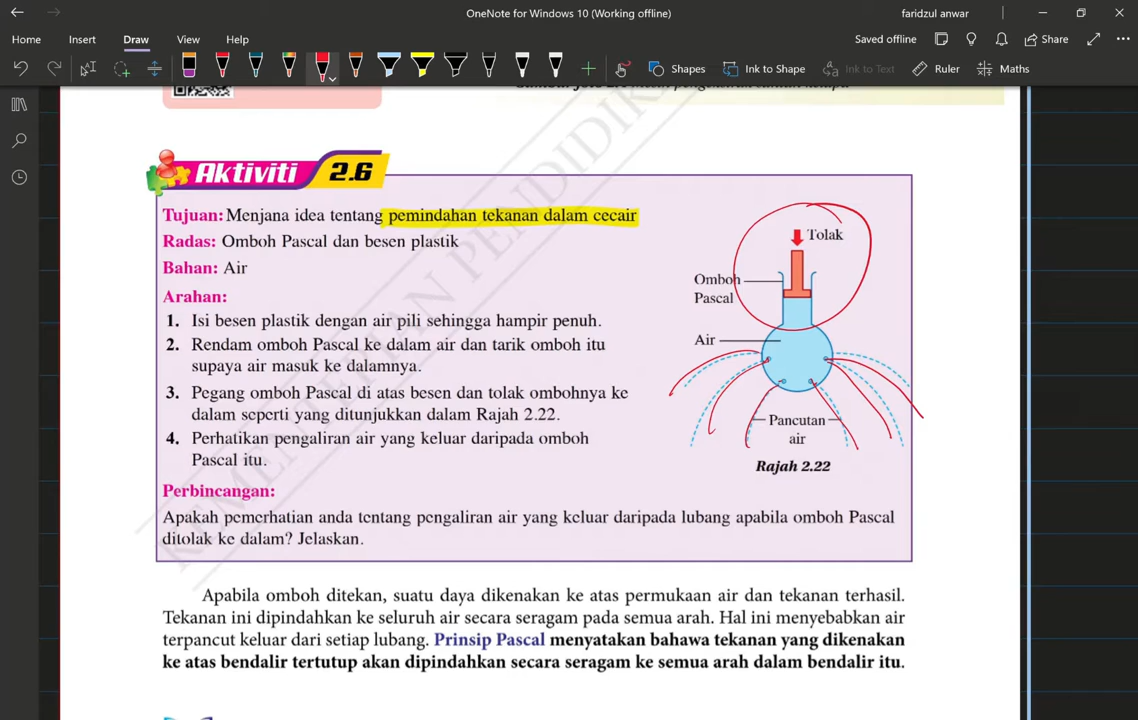 OneNote for Windows 10 (Working offline)
faridzul anwar
Home Insert Draw View Help
Saved offline
Share
Shapes
Ink to Shape
Ink to Text
Ruler
Maths
Aktiviti 2.6
Tujuan: Menjana idea tentang pemindahan tekanan dalam cecair
Radas: Omboh Pascal dan besen plastik
Bahan: Air
Arahan:
1. Isi besen plastik dengan air pili sehingga hampir penuh.
2. Rendam omboh Pascal ke dalam air dan tarik omboh itu
supaya air masuk ke dalamnya.
3. Pegang omboh Pascal di atas besen dan tolak ombohnya ke
dalam seperti yang ditunjukkan dalam Rajah 2.22.
4. Perhatikan pengaliran air yang keluar daripada omboh
Pascal itu.
Tolak
Omboh
Pascal
Air
Pancutan
air
Rajah 2.22
Perbincangan:
Apakah pemerhatian anda tentang pengaliran air yang keluar daripada lubang apabila omboh Pascal
ditolak ke dalam? Jelaskan.
KEMENTERIAN PENDIDIK
Apabila omboh ditekan, suatu daya dikenakan ke atas permukaan air dan tekanan terhasil.
Tekanan ini dipindahkan ke seluruh air secara seragam pada semua arah. Hal ini menyebabkan air
terpancut keluar dari setiap lubang. Prinsip Pascal menyatakan bahawa tekanan yang dikenakan
ke atas bendalir tertutup akan dipindahkan secara seragam ke semua arah dalam bendalir itu.